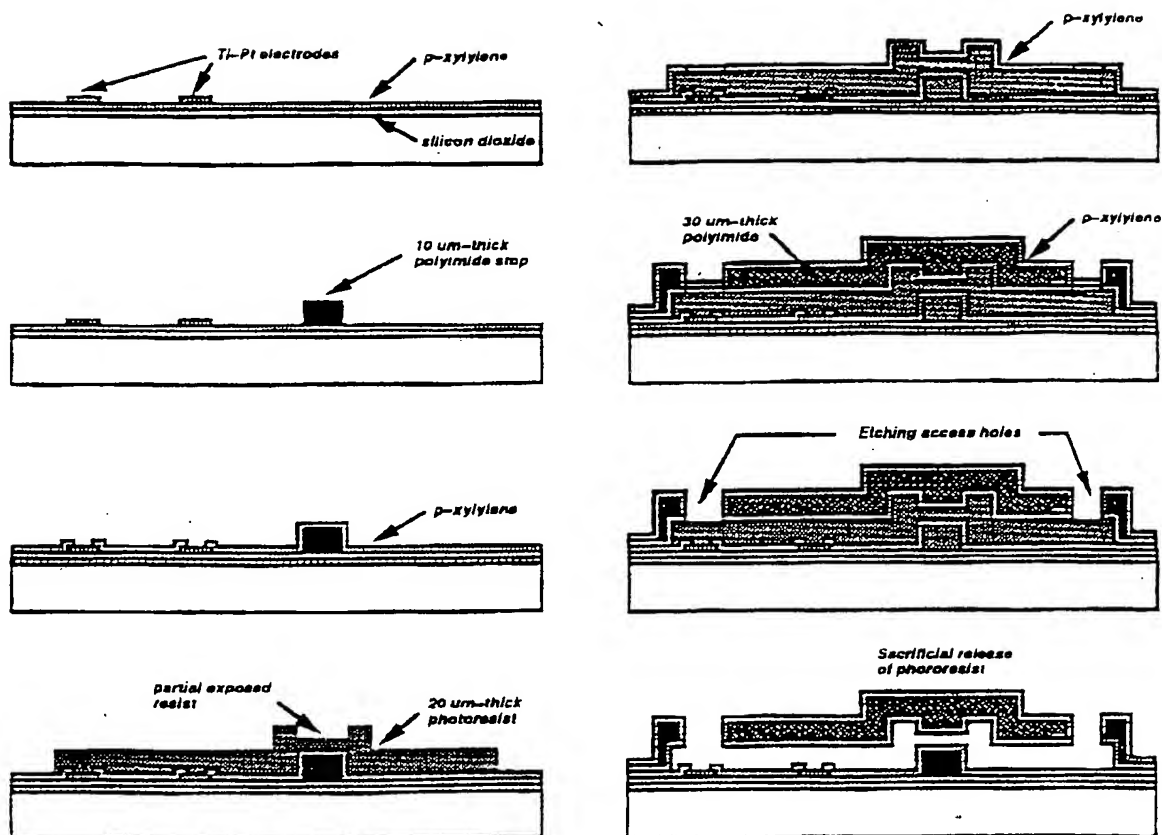 Ti-Pt electrodes
p-xylylene
silicon dioxide
10 um-thick
polyimide stop
p-xylylene
partial exposed
resist
20 um-thick
photoresist
p-xylylene
30 um-thick
polyimide
p-xylylene
Etching access holes
Sacrificial release
of phororesist